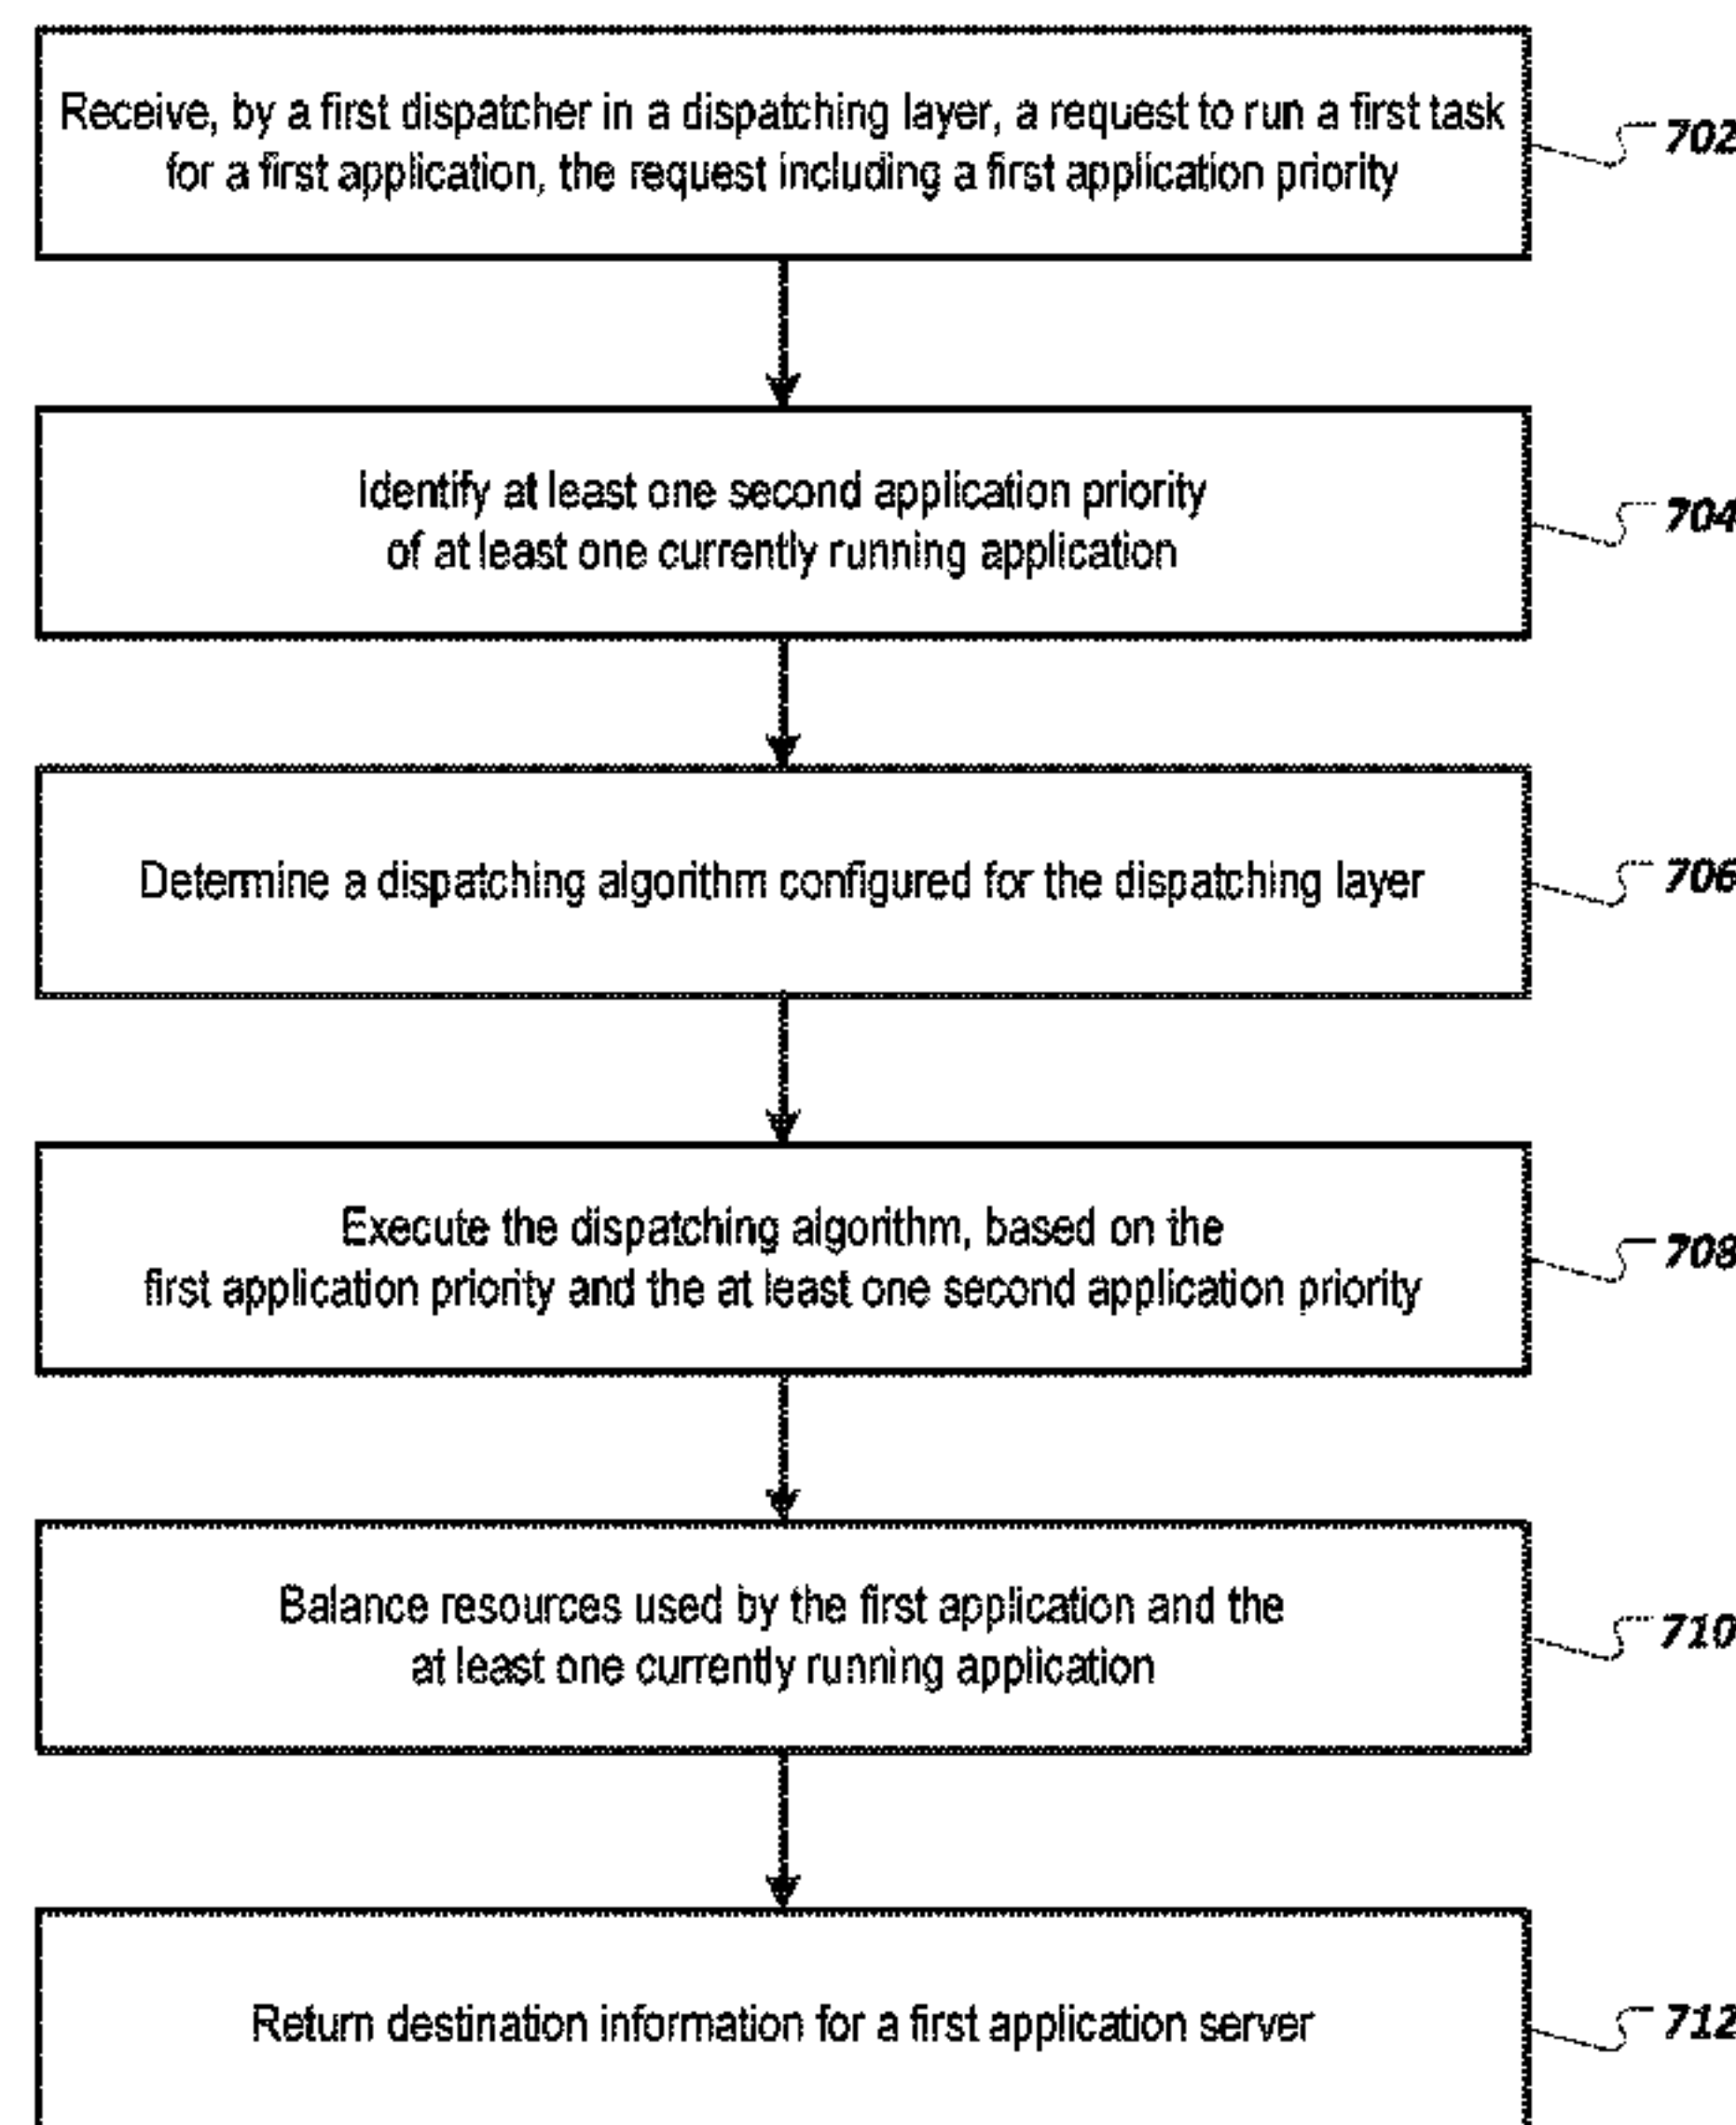 Receive, by a first dispatcher in a dispatching layer, a request to run a first task
for a first application, the request including a first application priority
702
Identify at least one second application priority
of at least one currently running application
704
Determine a dispatching algorithm configured for the dispatching layer
706
Execute the dispatching algorithm, based on the
first application priority and the at least one second application priority
708
Balance resources used by the first application and the
at least one currently running application
710
Return destination information for a first application server
712